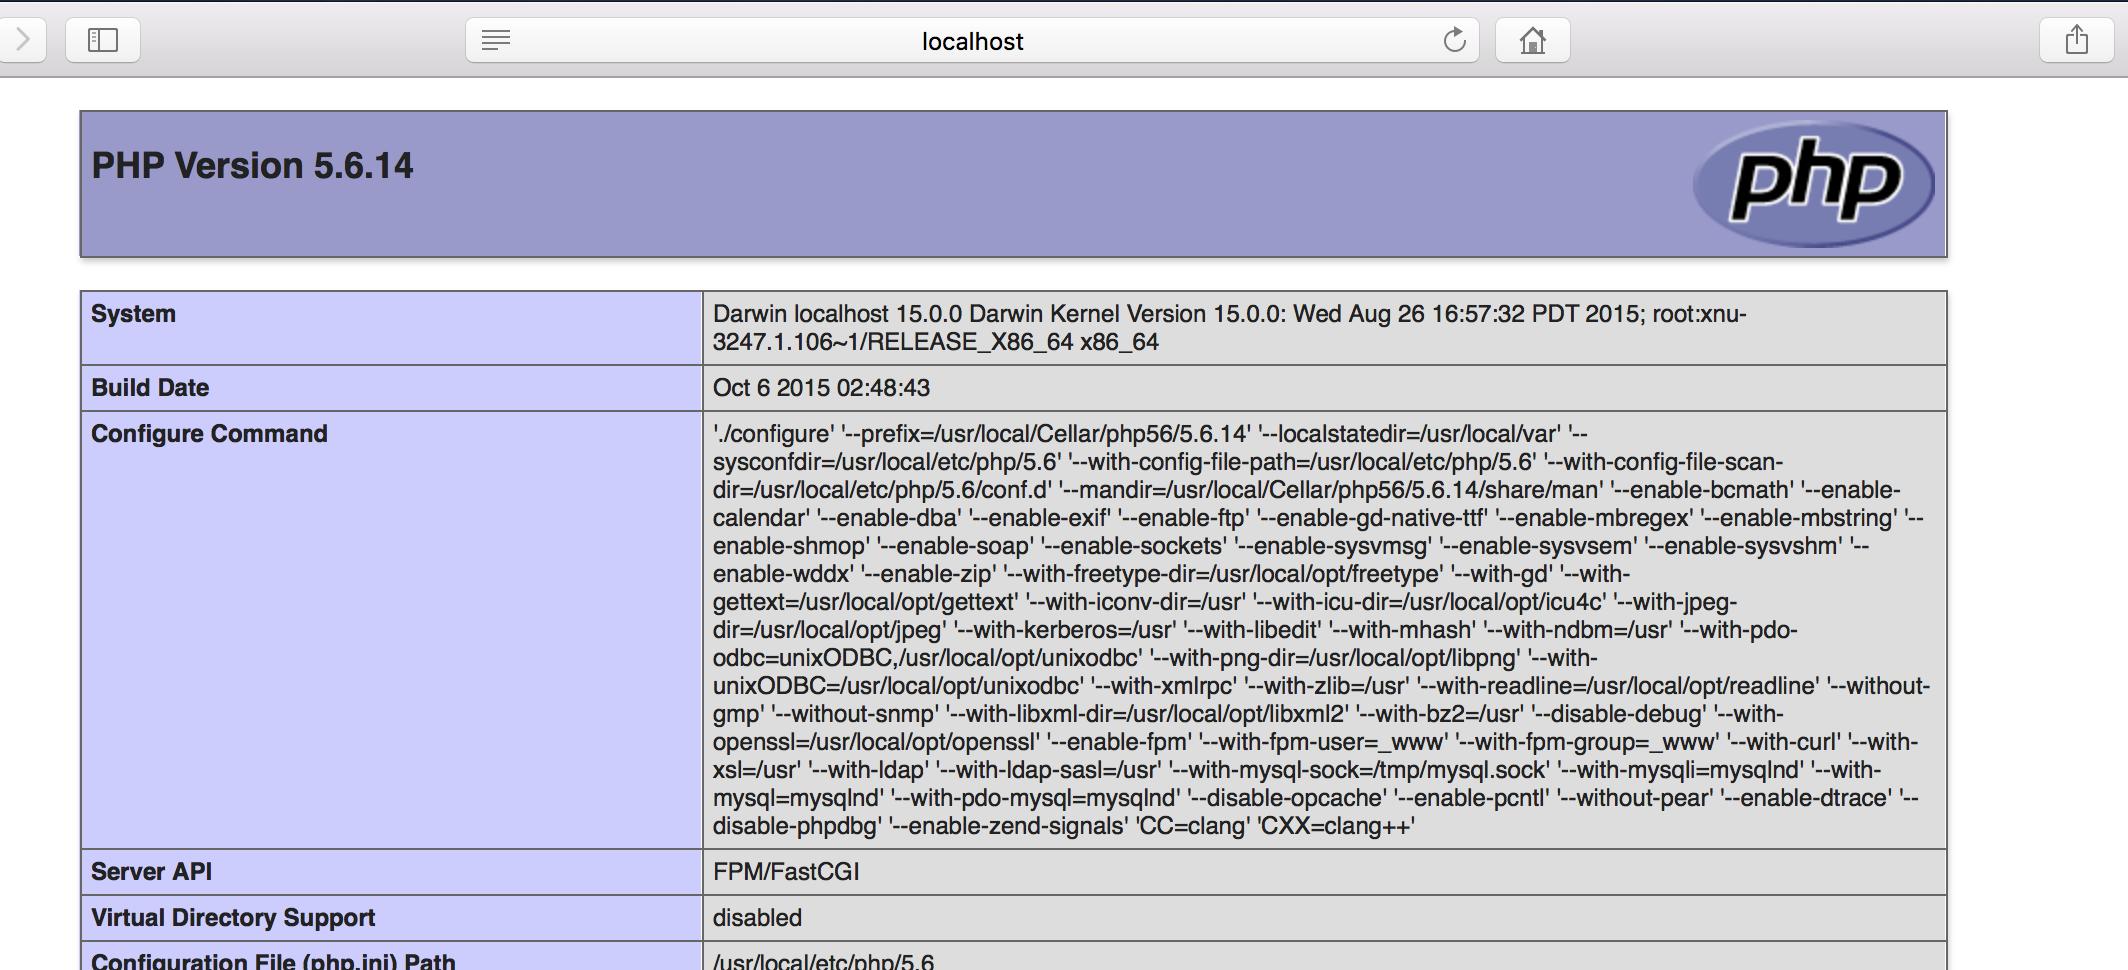 localhost
PHP Version 5.6.14
php
System
Darwin localhost 15.0.0 Darwin Kernel Version 15.0.0: Wed Aug 26 16:57:32 PDT 2015; root:xnu-
3247.1.106~1/RELEASE_X86_64 x86_64
Build Date
Oct 6 2015 02:48:43
Configure Command
'./configure' '--prefix=/usr/local/Cellar/php56/5.6.14' '--localstatedir=/usr/local/var' '--
sysconfdir=/usr/local/etc/php/5.6' '--with-config-file-path=/usr/local/etc/php/5.6' '--with-config-file-scan-
dir=/usr/local/etc/php/5.6/conf.d' '--mandir=/usr/local/Cellar/php56/5.6.14/share/man' '--enable-bcmath' '--enable-
calendar' '--enable-dba' '--enable-exif' '--enable-ftp' '--enable-gd-native-ttf' '--enable-mbregex' '--enable-mbstring' '--
enable-shmop' '--enable-soap' '--enable-sockets' '--enable-sysvmsg' '--enable-sysvsem' '--enable-sysvshm' '--
enable-wddx' '--enable-zip' '--with-freetype-dir=/usr/local/opt/freetype' '--with-gd' '--with-
gettext=/usr/local/opt/gettext' '--with-iconv-dir=/usr' '--with-icu-dir=/usr/local/opt/icu4c' '--with-jpeg-
dir=/usr/local/opt/jpeg' '--with-kerberos=/usr' '--with-libedit' '--with-mhash' '--with-ndbm=/usr' '--with-pdo-
odbc=unixODBC,/usr/local/opt/unixodbc' '--with-png-dir=/usr/local/opt/libpng' '--with-
unixODBC=/usr/local/opt/unixodbc' '--with-xmlrpc' '--with-zlib=/usr' '--with-readline=/usr/local/opt/readline' '--without-
gmp' '--without-snmp' '--with-libxml-dir=/usr/local/opt/libxml2' '--with-bz2=/usr' '--disable-debug' '--with-
openssl=/usr/local/opt/openssl' '--enable-fpm' '--with-fpm-user=_www' '--with-fpm-group=_www' '--with-curl' '--with-
xsl=/usr' '--with-ldap' '--with-ldap-sasl=/usr' '--with-mysql-sock=/tmp/mysql.sock' '--with-mysqli=mysqlnd' '--with-
mysql=mysqlnd' '--with-pdo-mysql=mysqlnd' '--disable-opcache' '--enable-pcntl' '--without-pear' '--enable-dtrace' '--
disable-phpdbg' '--enable-zend-signals' 'CC=clang' 'CXX=clang++'
Server API
FPM/FastCGI
Virtual Directory Support
disabled
Configuration File (php.ini) Path
/usr/local/etc/php/5.6